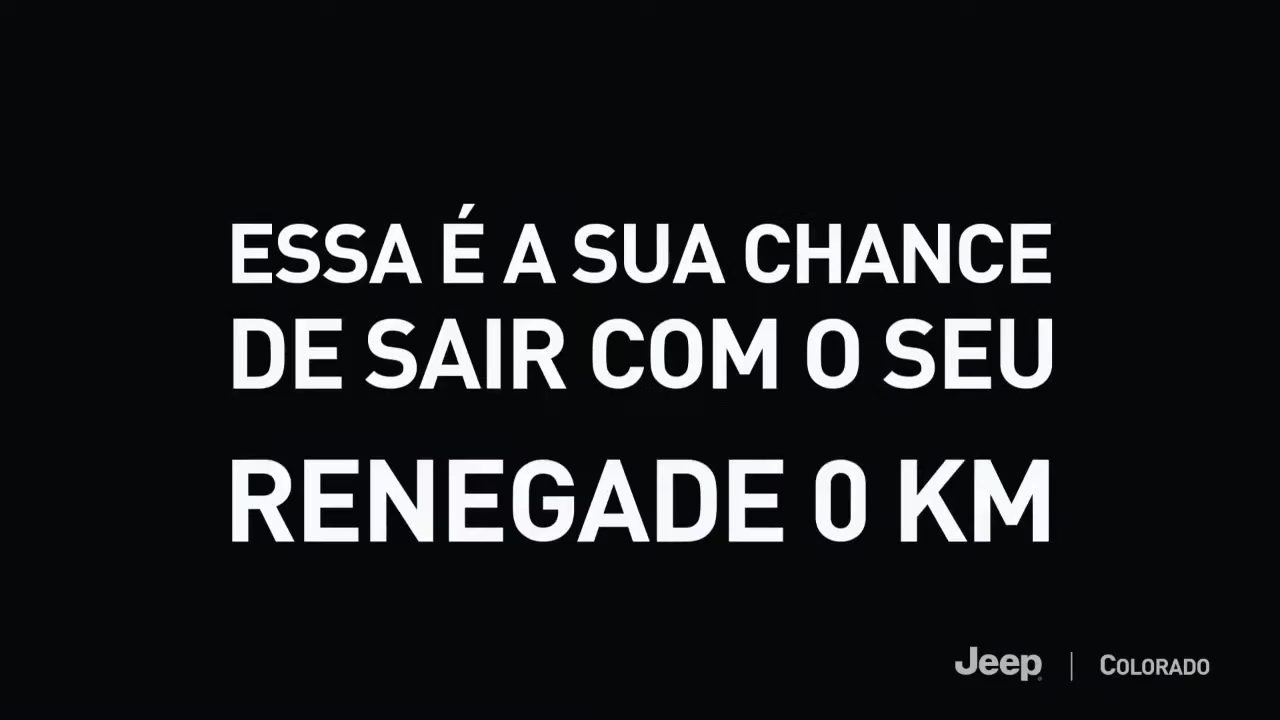 ESSA É A SUA CHANCE
DE SAIR COM O SEU
RENEGADE 0 KM
Jeep | COLORADO